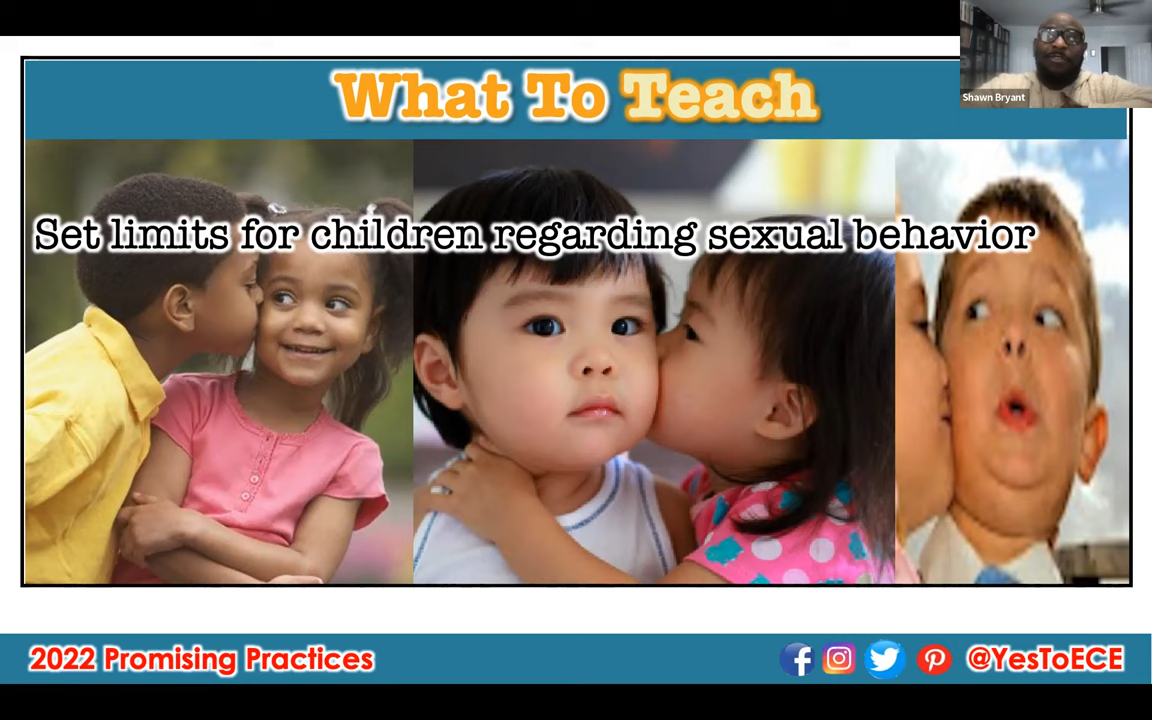 What To Teach
Shawn Bryant
Set limits for children regarding sexual behavior
2022 Promising Practices
@YesToECE